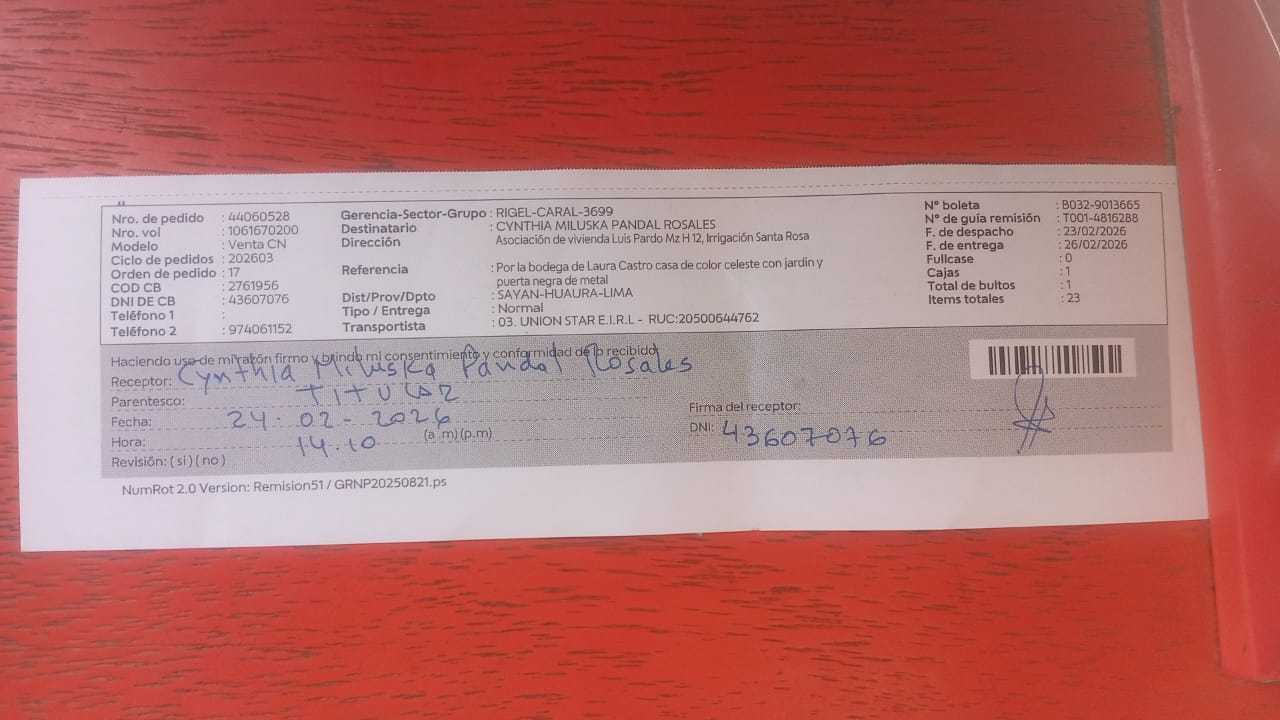 Nro. de pedido : 44060528
Nro. vol : 1061670200
Modelo : Venta CN
Ciclo de pedidos : 202603
Orden de pedido : 17
COD CB : 2761956
DNI DE CB : 43607076
Teléfono 1 :
Teléfono 2 : 974061152
Gerencia-Sector-Grupo : RIGEL-CARAL-3699
Destinatario : CYNTHIA MILUSKA PANDAL ROSALES
Dirección Asociación de vivienda Luis Pardo Mz H 12, Irrigación Santa Rosa
Referencia : Por la bodega de Laura Castro casa de color celeste con jardin y
puerta negra de metal
Dist/Prov/Dpto : SAYAN-HUAURA-LIMA
Tipo / Entrega : Normal
Transportista : 03. UNION STAR E.I.R.L - RUC:20500644762
N° boleta : B032-9013665
N° de guía remisión : T001-4816288
F. de despacho : 23/02/2026
F. de entrega : 26/02/2026
Fullcase : 0
Cajas : 1
Total de bultos : 1
Items totales : 23
Haciendo uso de mi razón firmo y brindo mi consentimiento y conformidad de lo recibido
Receptor: Cynthia Miluska Pandal Rosales
Parentesco: TITULAR
Fecha: 24-02-2026
Hora: 14.10 (a m) (p.m)
Revisión: ( si ) ( no )
Firma del receptor:
DNI: 43607076
NumRot 2.0 Version: Remision51 / GRNP20250821.ps